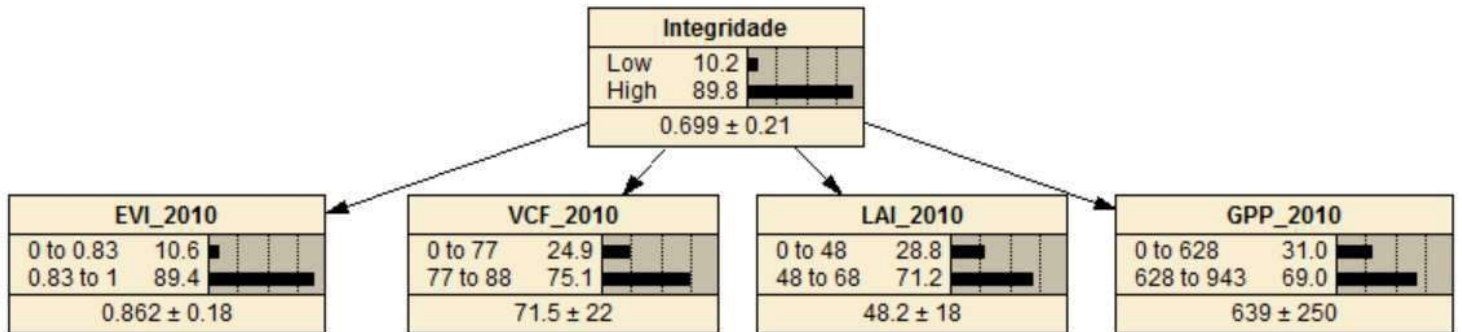 Integridade
Low 10.2
High 89.8
0.699 ± 0.21
EVI_2010
0 to 0.83 10.6
0.83 to 1 89.4
0.862 ± 0.18
VCF_2010
0 to 77 24.9
77 to 88 75.1
71.5 ± 22
LAI_2010
0 to 48 28.8
48 to 68 71.2
48.2 ± 18
GPP_2010
0 to 628 31.0
628 to 943 69.0
639 ± 250